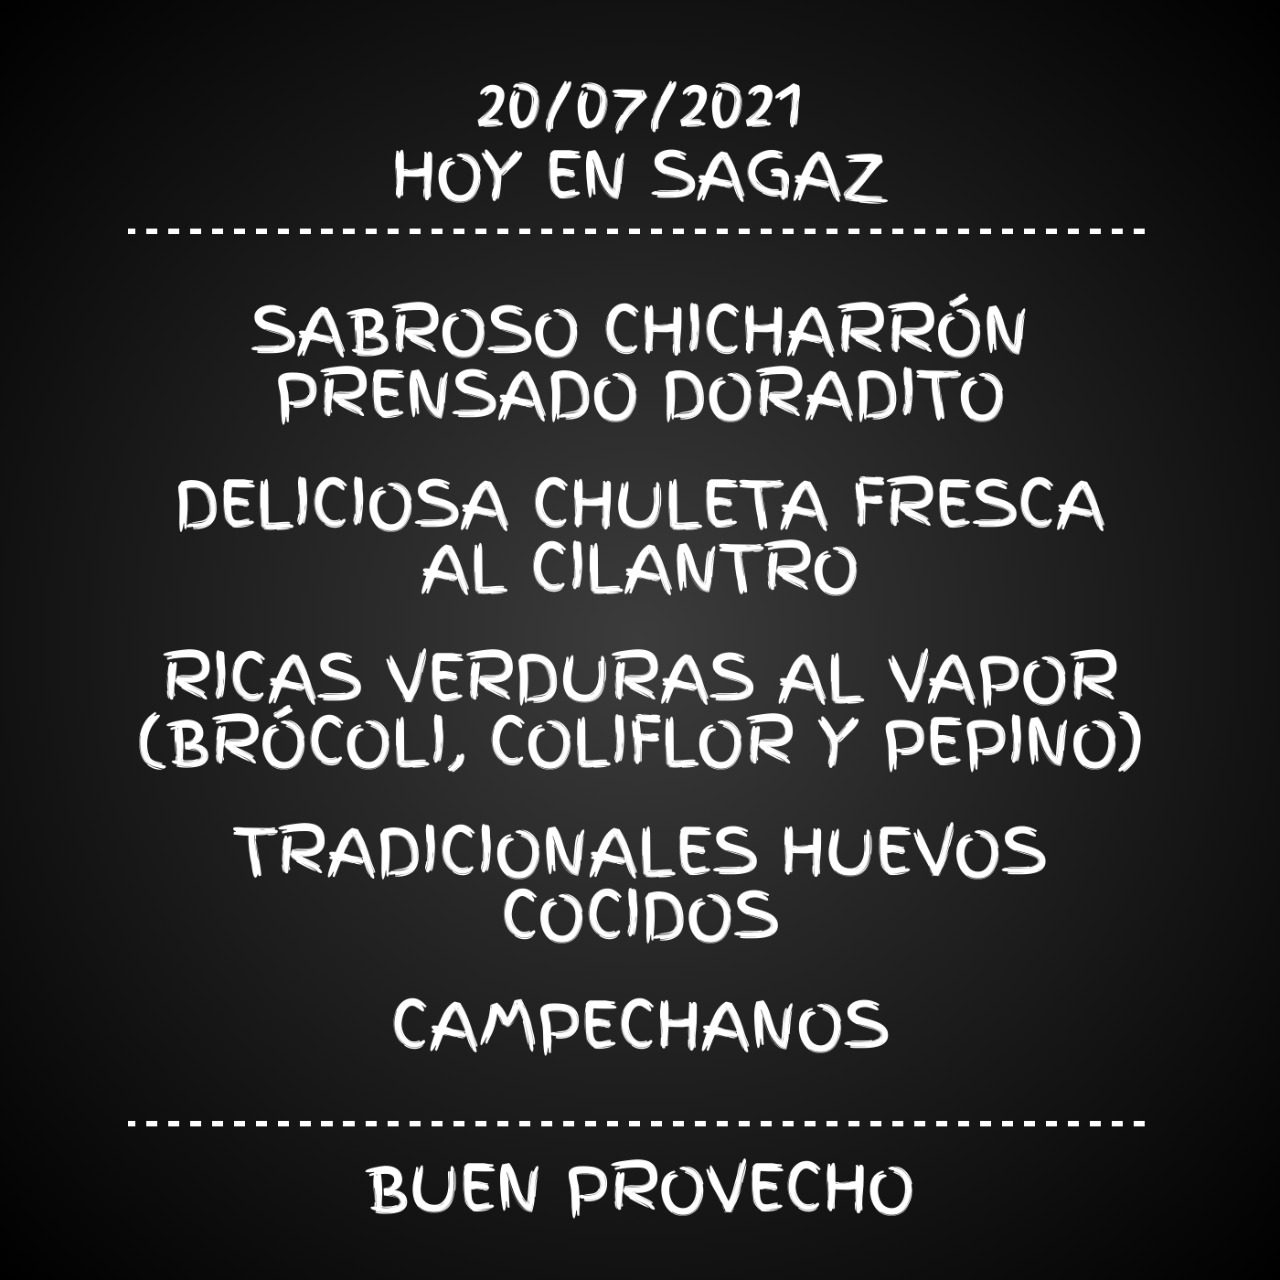 20/07/2021
HOY EN SAGAZ
SABROSO CHICHARRÓN
PRENSADO DORADITO
DELICIOSA CHULETA FRESCA
AL CILANTRO
RICAS VERDURAS AL VAPOR
(BRÓCOLI, COLIFLOR Y PEPINO)
TRADICIONALES HUEVOS
COCIDOS
CAMPECHANOS
BUEN PROVECHO